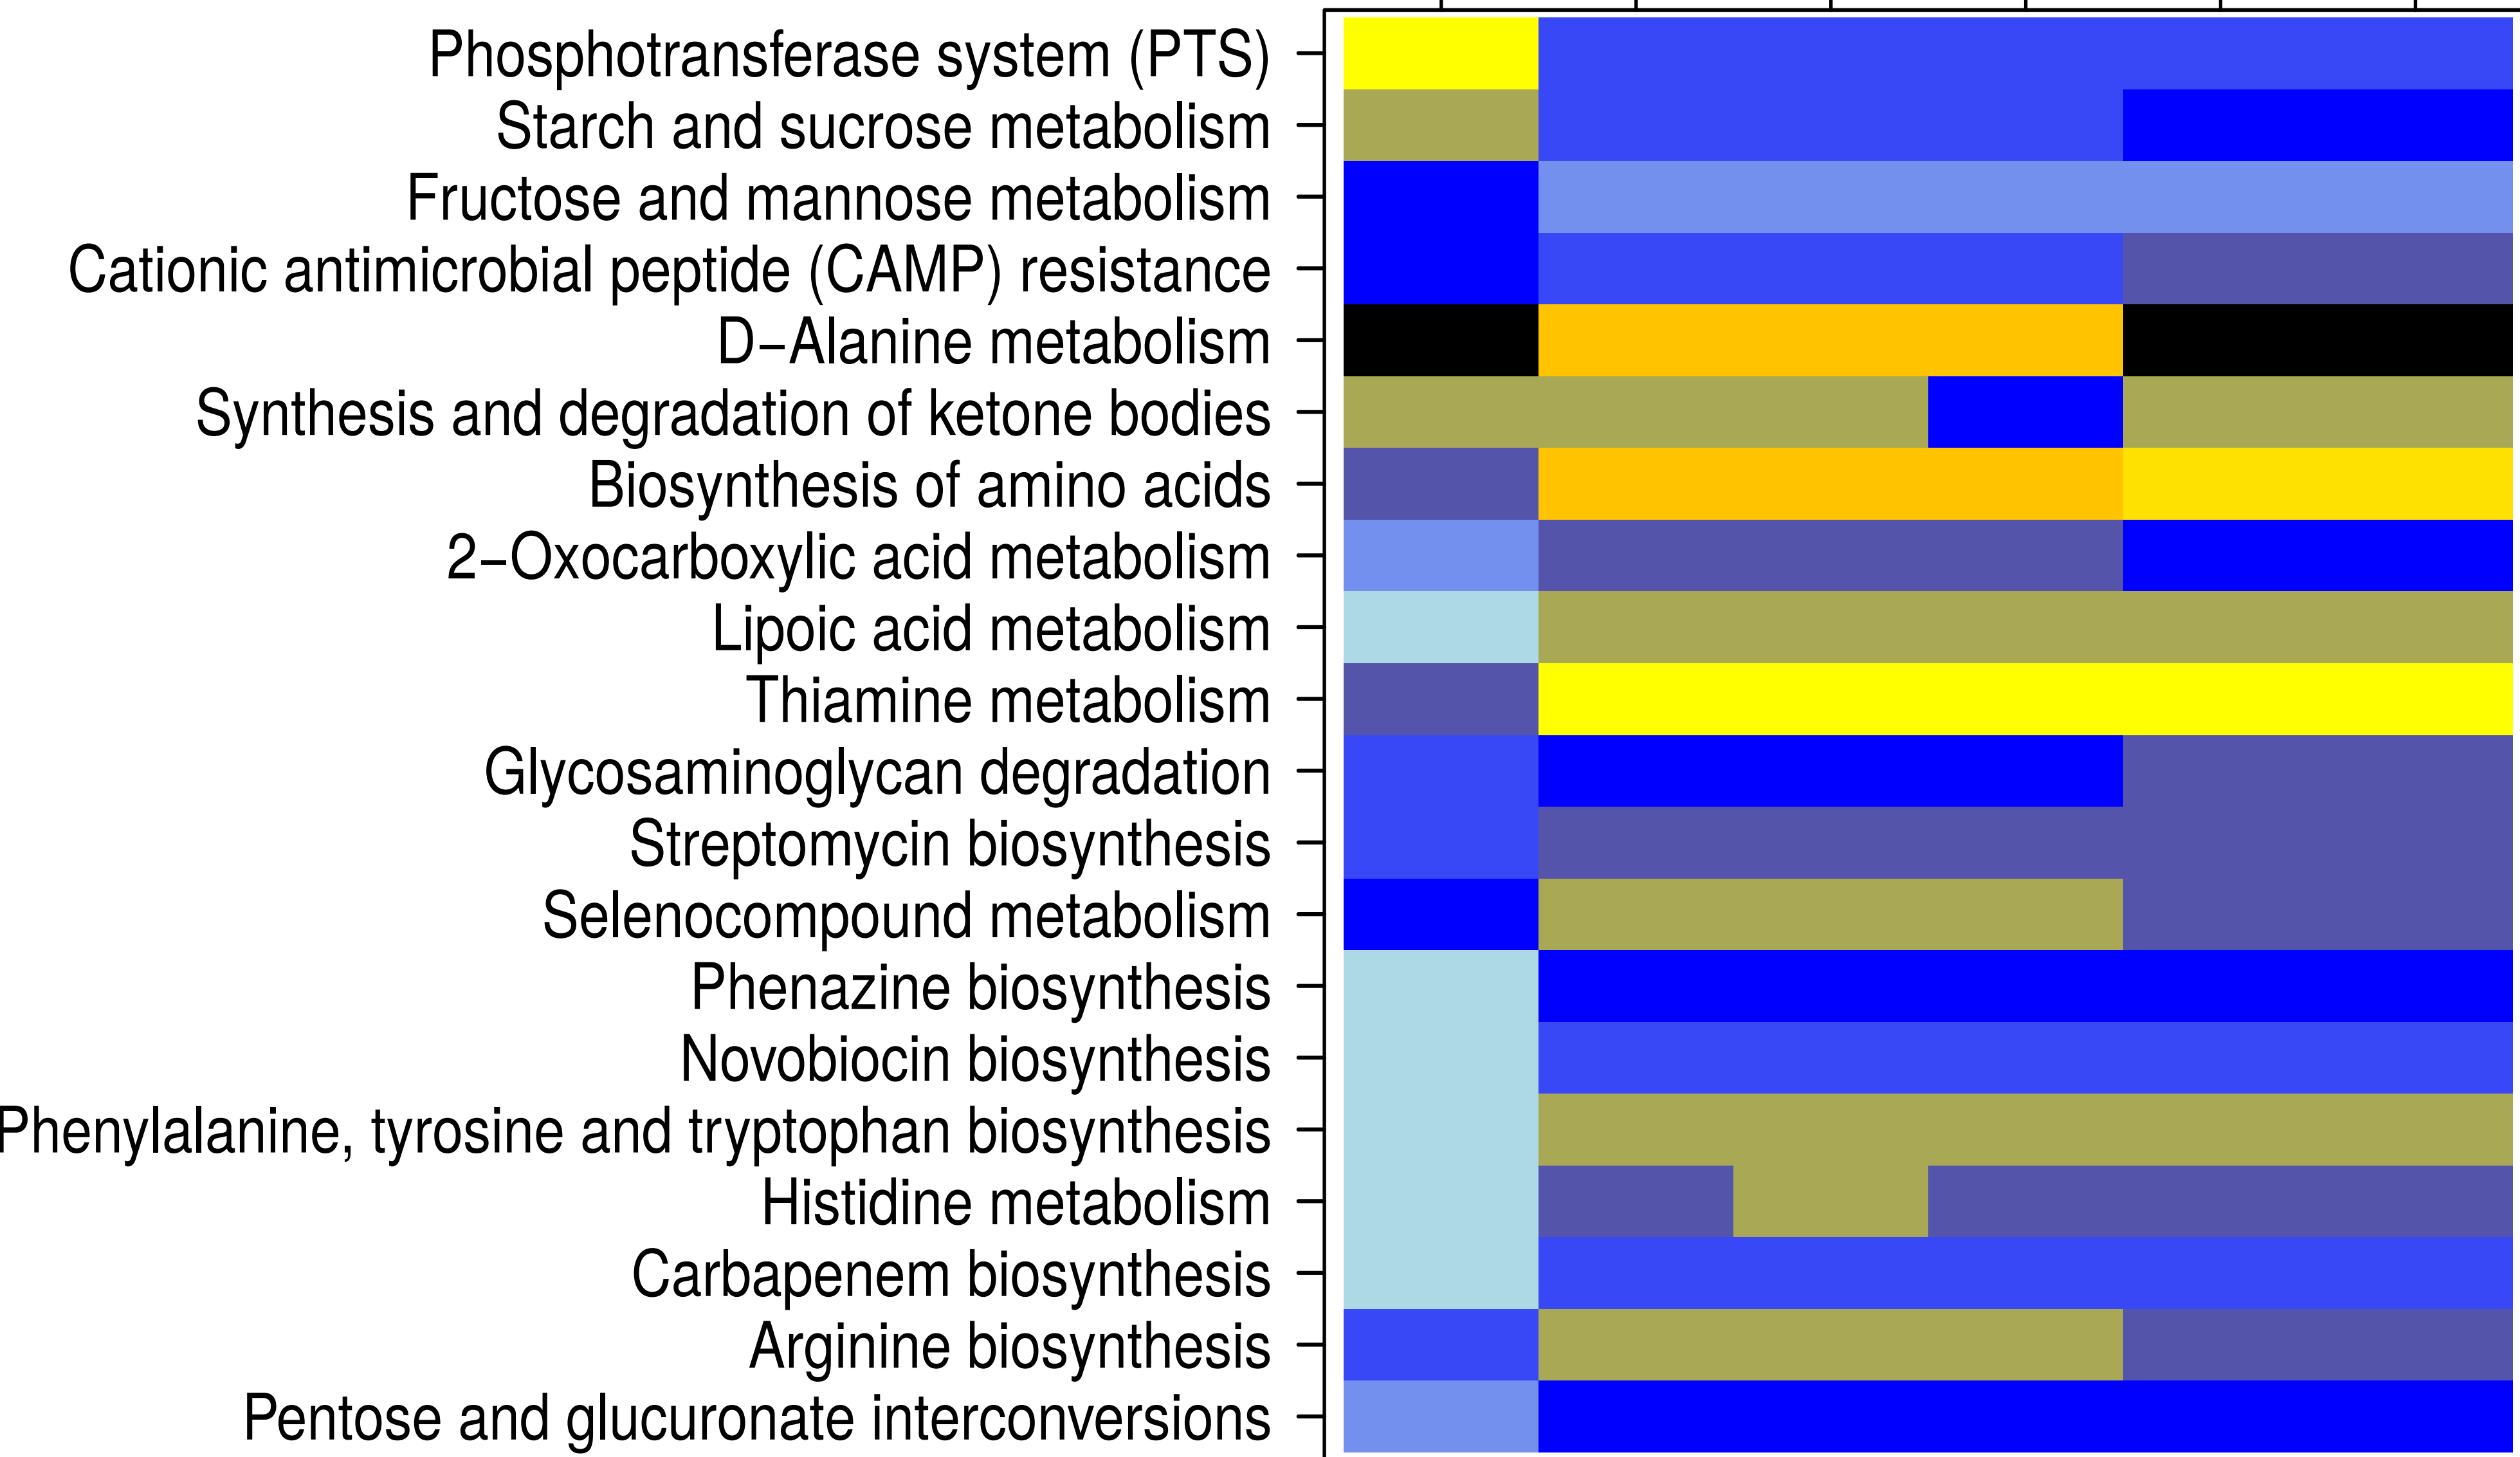 Phosphotransferase system (PTS)
Starch and sucrose metabolism
Fructose and mannose metabolism
Cationic antimicrobial peptide (CAMP) resistance
D−Alanine metabolism
Synthesis and degradation of ketone bodies
Biosynthesis of amino acids
2−Oxocarboxylic acid metabolism
Lipoic acid metabolism
Thiamine metabolism
Glycosaminoglycan degradation
Streptomycin biosynthesis
Selenocompound metabolism
Phenazine biosynthesis
Novobiocin biosynthesis
Phenylalanine, tyrosine and tryptophan biosynthesis
Histidine metabolism
Carbapenem biosynthesis
Arginine biosynthesis
Pentose and glucuronate interconversions